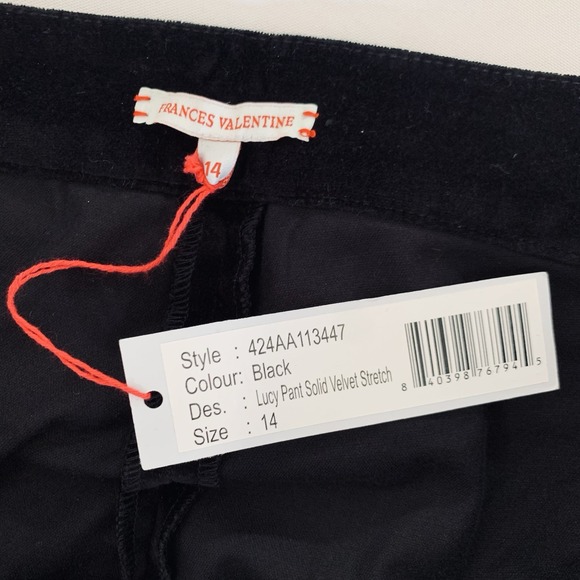 FRANCES VALENTINE
14
Style : 424AA113447
Colour: Black
Des. : Lucy Pant Solid Velvet Stretch
Size : 14
8 40398 76794 5